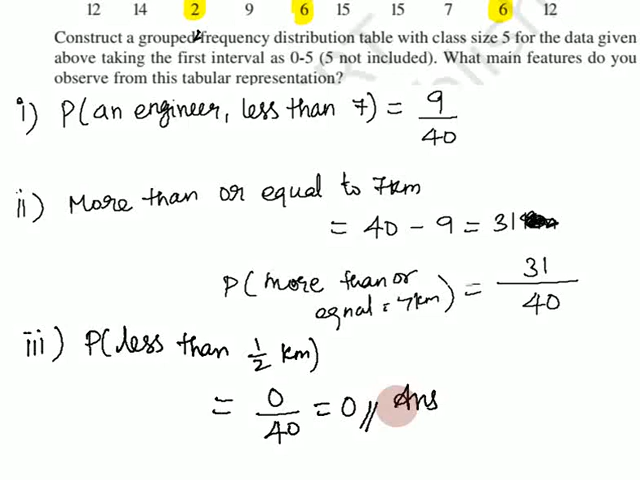 12 14 2 9 6 15 15 7 6 12
Construct a grouped frequency distribution table with class size 5 for the data given
above taking the first interval as 0-5 (5 not included). What main features do you
observe from this tabular representation?
i) P(an engineer, less than 7) = 9/40
ii) More than or equal to 7km
= 40 - 9 = 31
P(more than or equal = 7km) = 31/40
iii) P(less than 1/2 km)
= 0/40 = 0// Ans